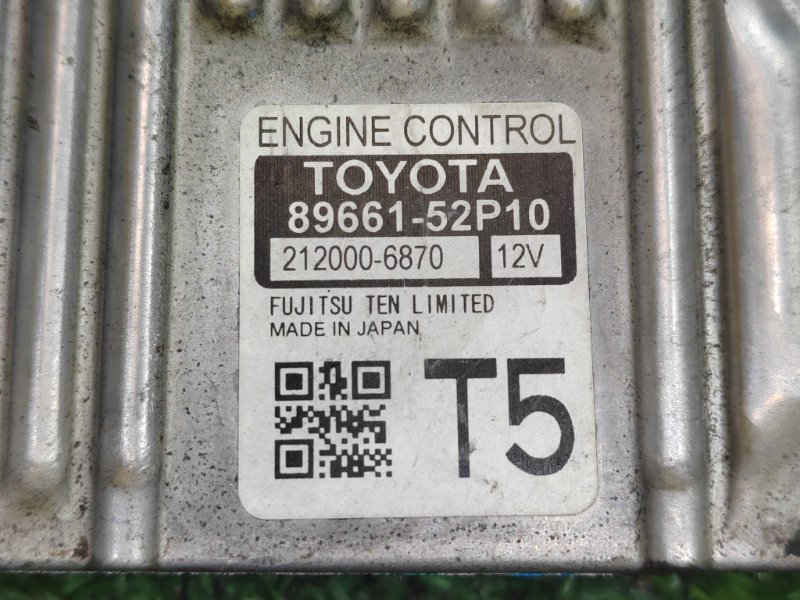 ENGINE CONTROL
TOYOTA
89661-52P10
212000-6870 12V
FUJITSU TEN LIMITED
MADE IN JAPAN
T5